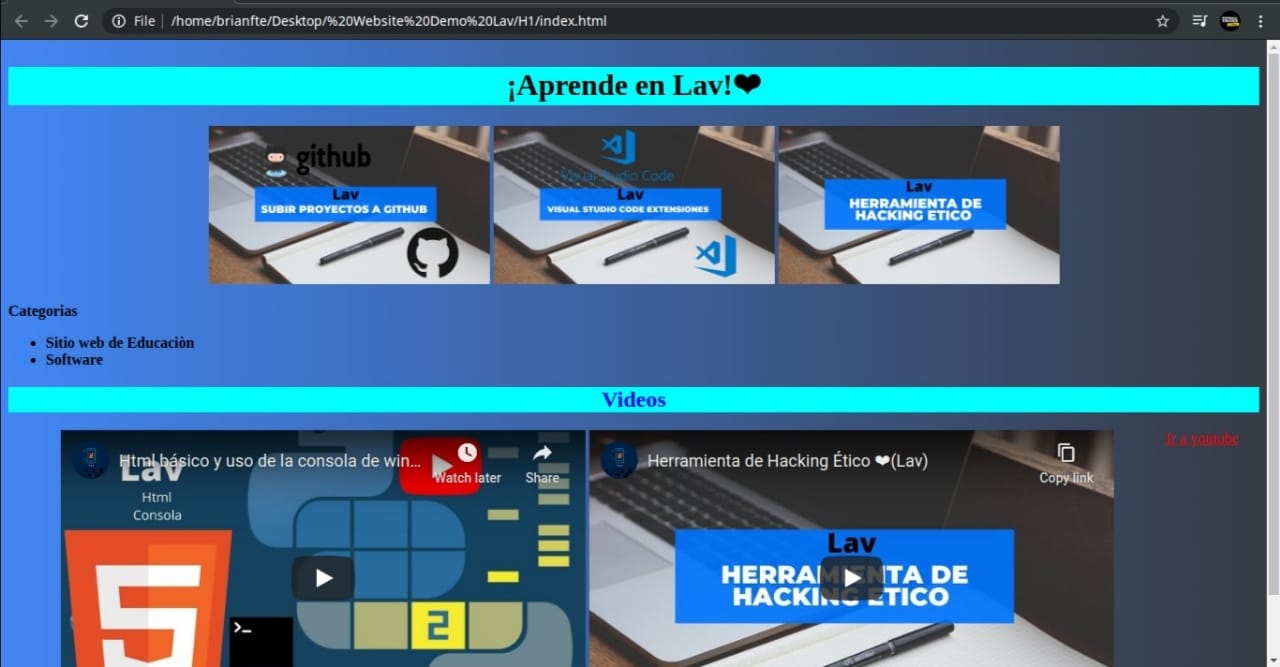 File | /home/brianfte/Desktop/%20Website%20Demo%20Lav/H1/index.html
¡Aprende en Lav!❤
github
Lav
SUBIR PROYECTOS A GITHUB
Visual Studio Code
Lav
VISUAL STUDIO CODE EXTENSIONES
Lav
HERRAMIENTA DE
HACKING ETICO
Categorias
• Sitio web de Educaciòn
• Software
Videos
Html básico y uso de la consola de win...
Watch later
Share
Lav
Html
Consola
5
>_
2
Herramienta de Hacking Ético ❤(Lav)
Copy link
Lav
HERRAMIENTA DE
HACKING ETICO
Ir a youtube